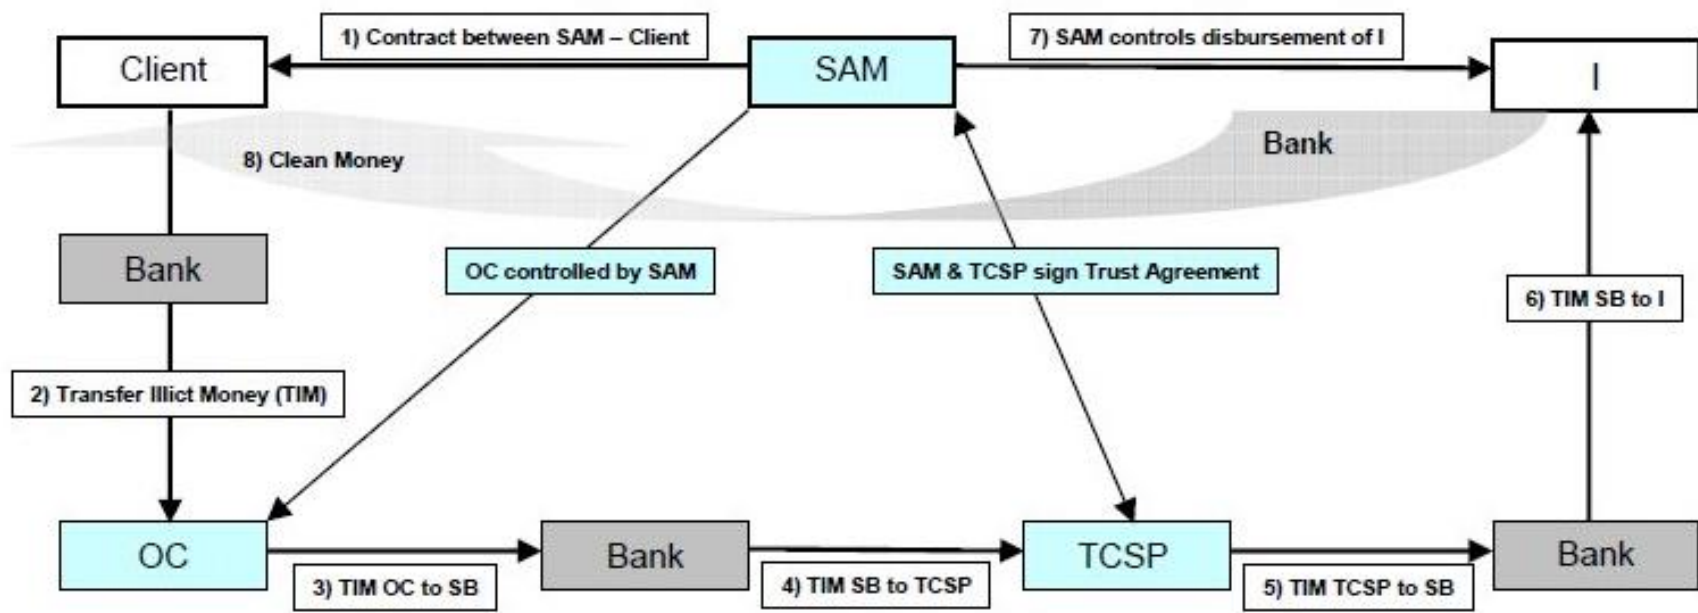 1) Contract between SAM – Client
7) SAM controls disbursement of I
Client
SAM
I
8) Clean Money
Bank
Bank
OC controlled by SAM
SAM & TCSP sign Trust Agreement
6) TIM SB to I
2) Transfer Illict Money (TIM)
OC
Bank
TCSP
Bank
3) TIM OC to SB
4) TIM SB to TCSP
5) TIM TCSP to SB